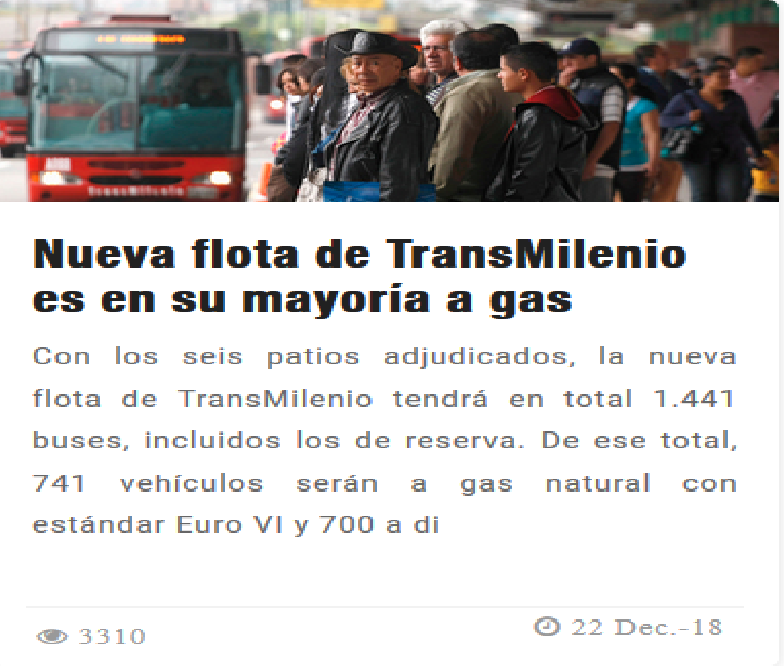 TransMilenio
Nueva flota de TransMilenio
es en su mayoría a gas
Con los seis patios adjudicados, la nueva
flota de TransMilenio tendrá en total 1.441
buses, incluidos los de reserva. De ese total,
741 vehículos serán a gas natural con
estándar Euro VI y 700 a di
3310
22 Dec.-18